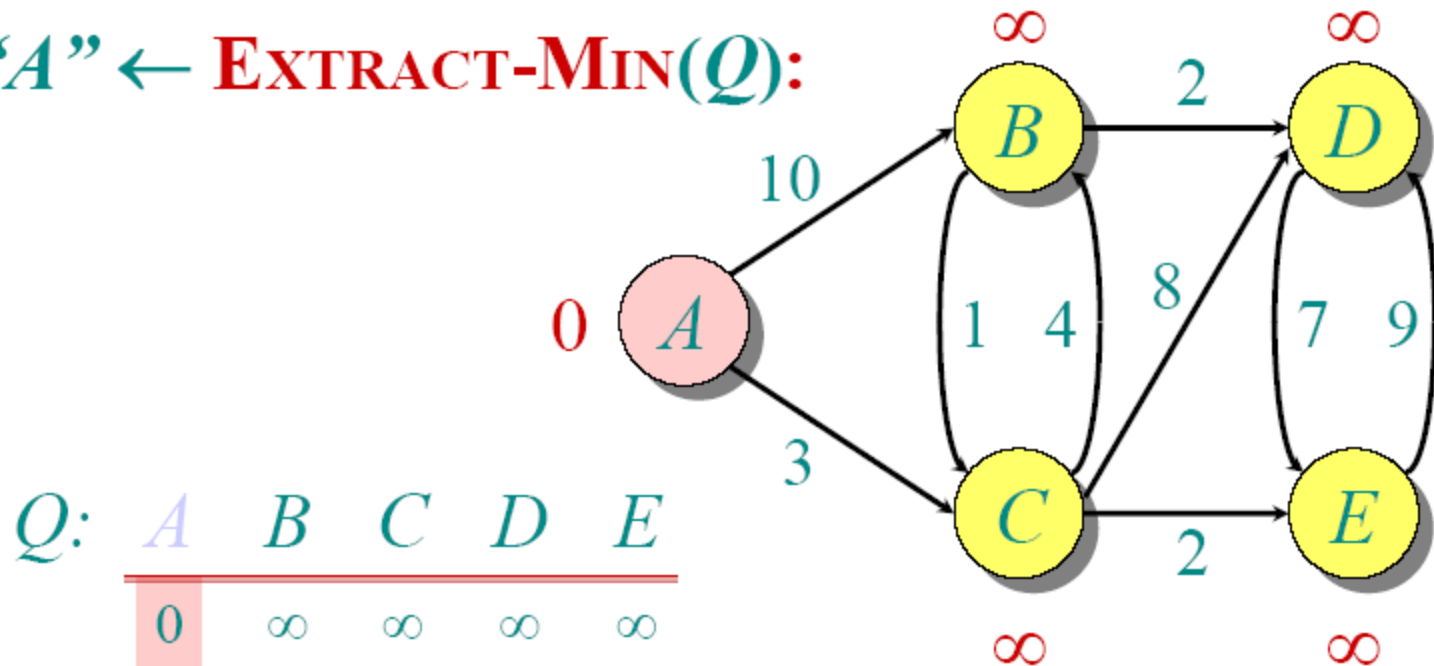 “A” ← EXTRACT-MIN(Q):
∞ ∞
B 2 D
10
0 A 1 4 8 7 9
3
C 2 E
∞ ∞
Q: A B C D E
0 ∞ ∞ ∞ ∞